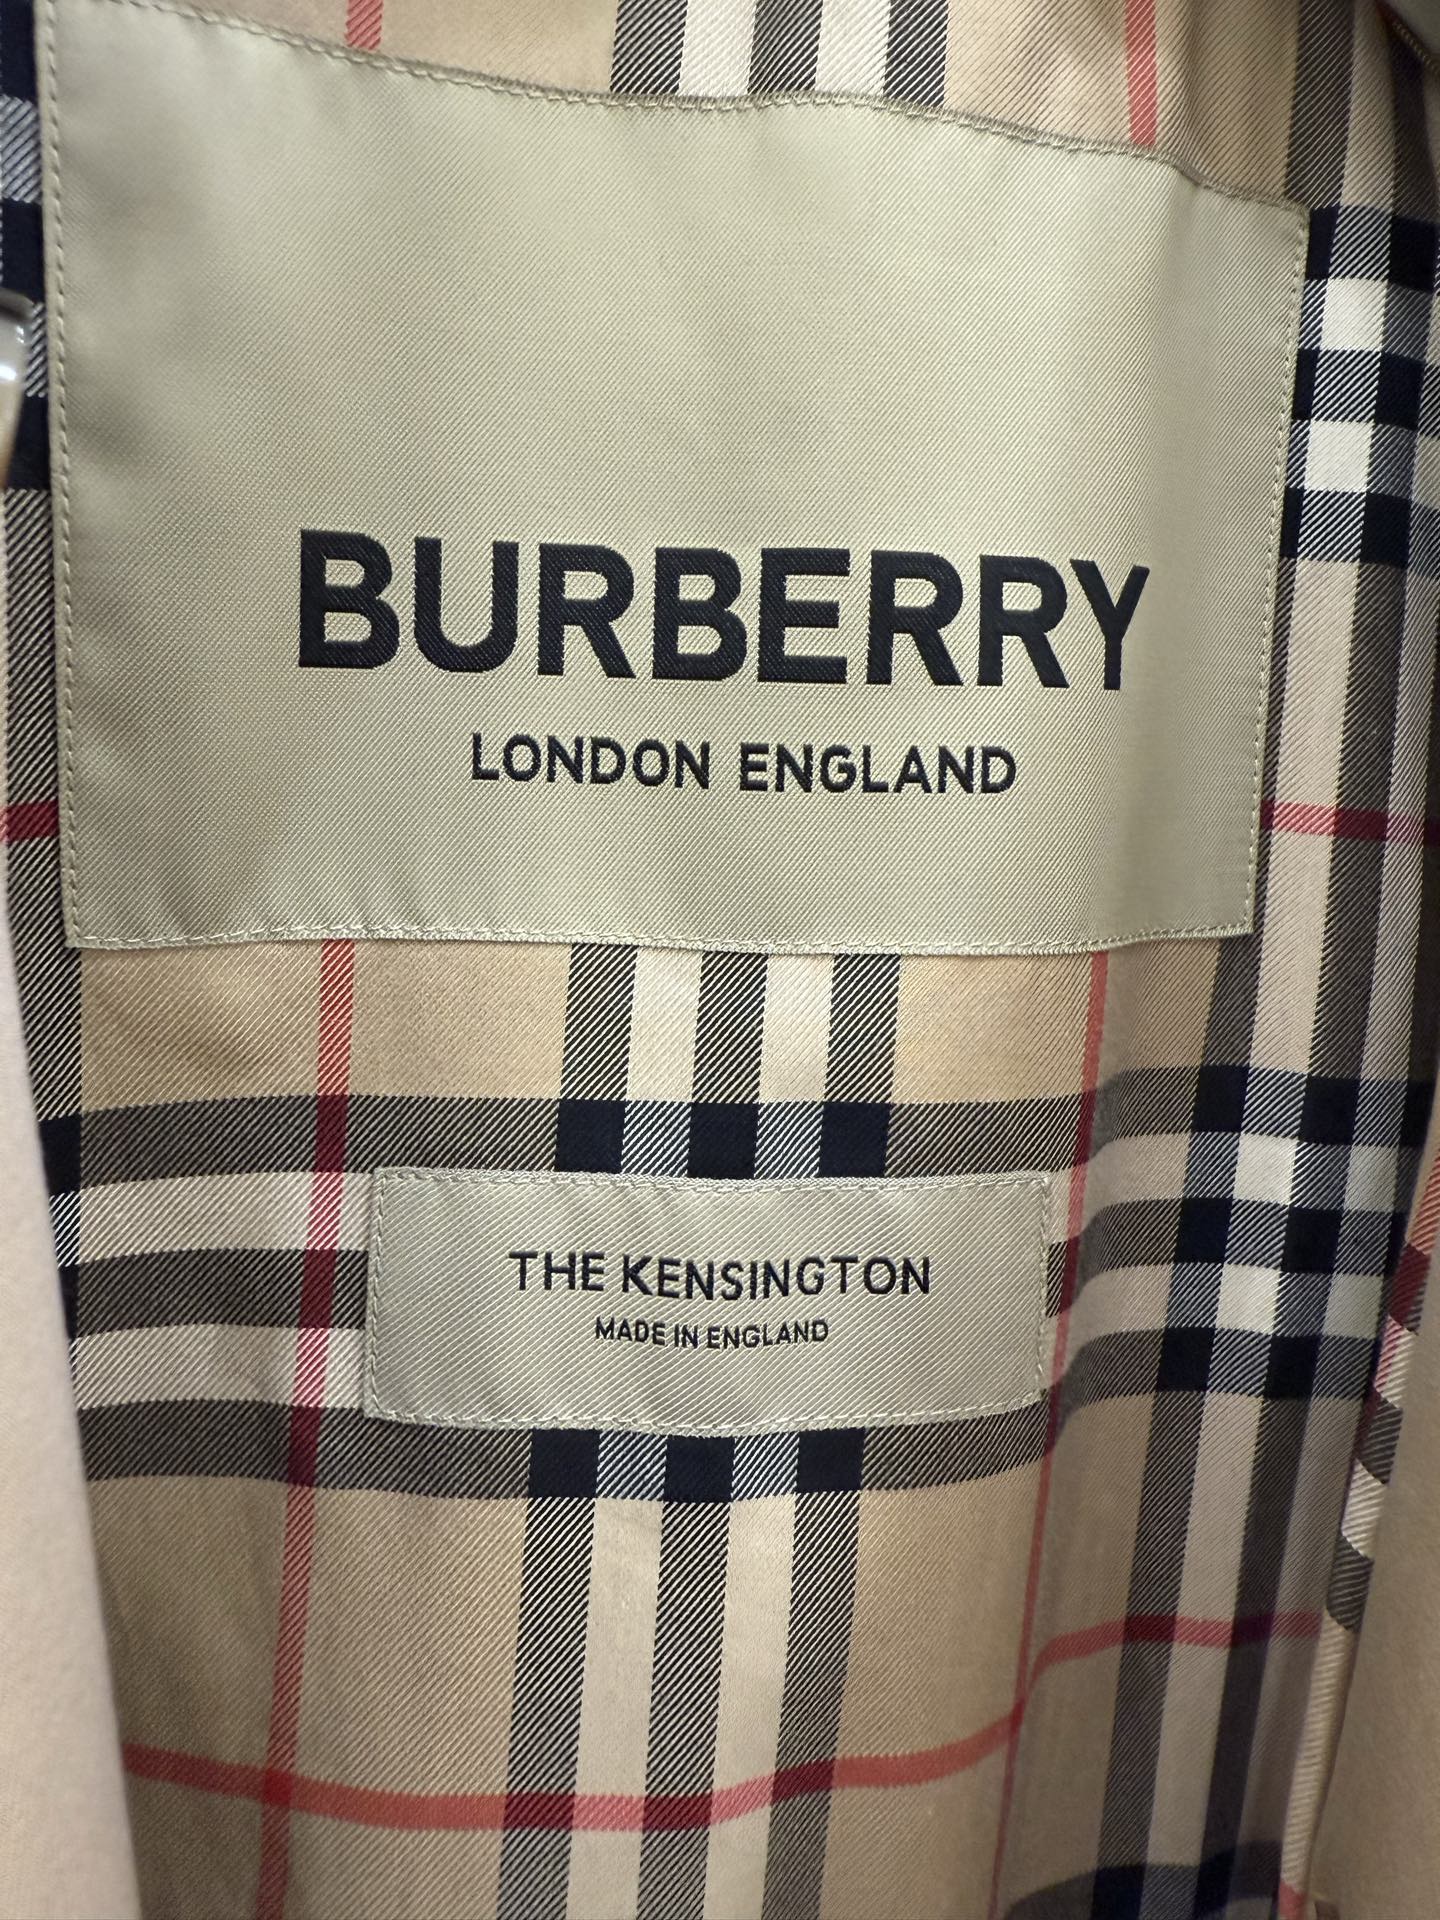 BURBERRY
LONDON ENGLAND
THE KENSINGTON
MADE IN ENGLAND